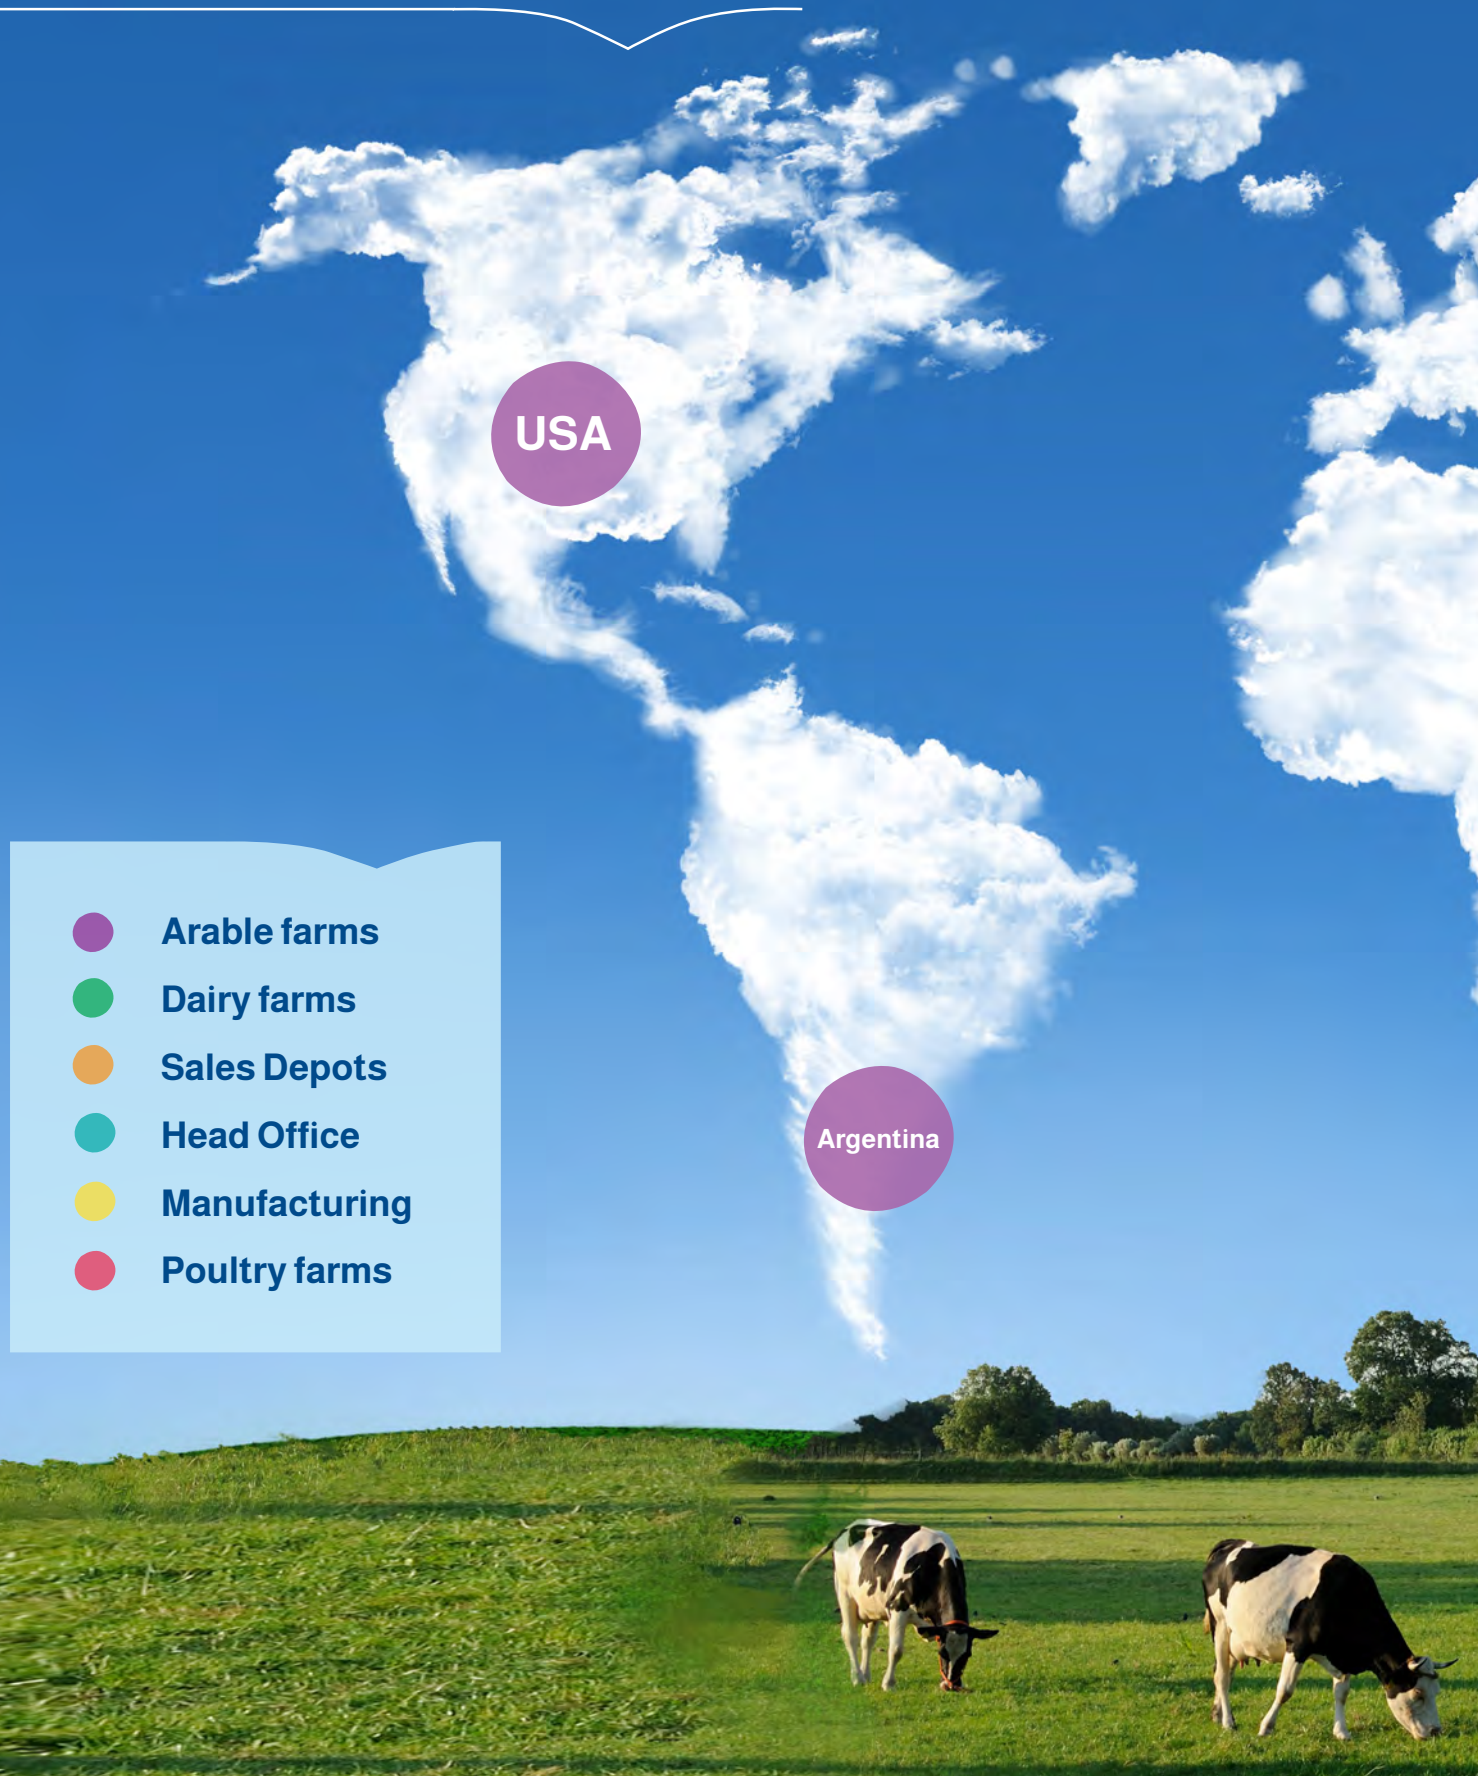 USA
Arable farms
Dairy farms
Sales Depots
Head Office
Manufacturing
Poultry farms
Argentina